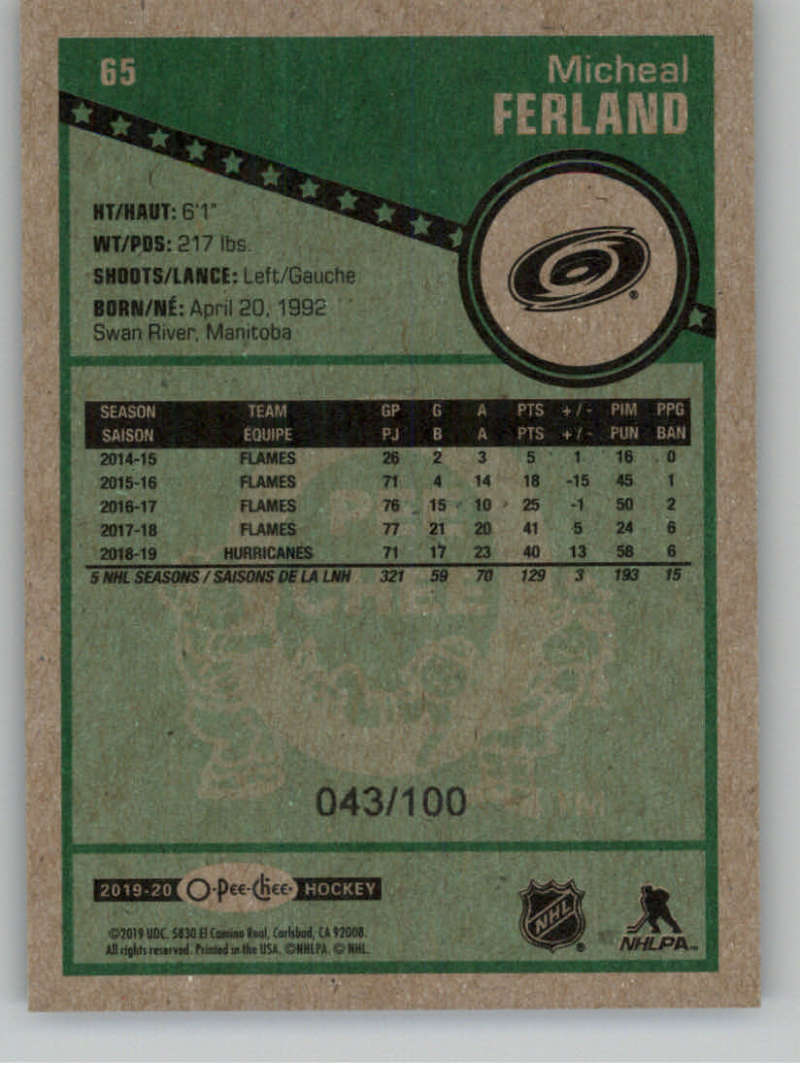 65
Micheal
FERLAND
HT/HAUT: 6'1"
WT/PDS: 217 lbs.
SHOOTS/LANCE: Left/Gauche
BORN/NÉ: April 20, 1992
Swan River, Manitoba
SEASON TEAM GP G A PTS +/- PIM PPG
SAISON ÉQUIPE PJ B A PTS +/- PUN BAN
2014-15 FLAMES 26 2 3 5 1 16 0
2015-16 FLAMES 71 4 14 18 -15 45 1
2016-17 FLAMES 76 15 10 25 -1 50 2
2017-18 FLAMES 77 21 20 41 5 24 6
2018-19 HURRICANES 71 17 23 40 13 58 6
5 NHL SEASONS / SAISONS DE LA LNH 321 59 70 129 3 193 15
043/100
2019-20 O-Pee-Chee HOCKEY
©2019 UDC. 5830 El Camino Real, Carlsbad, CA 92008.
All rights reserved. Printed in the USA. ©NHLPA. © NHL.
NHL
NHLPA